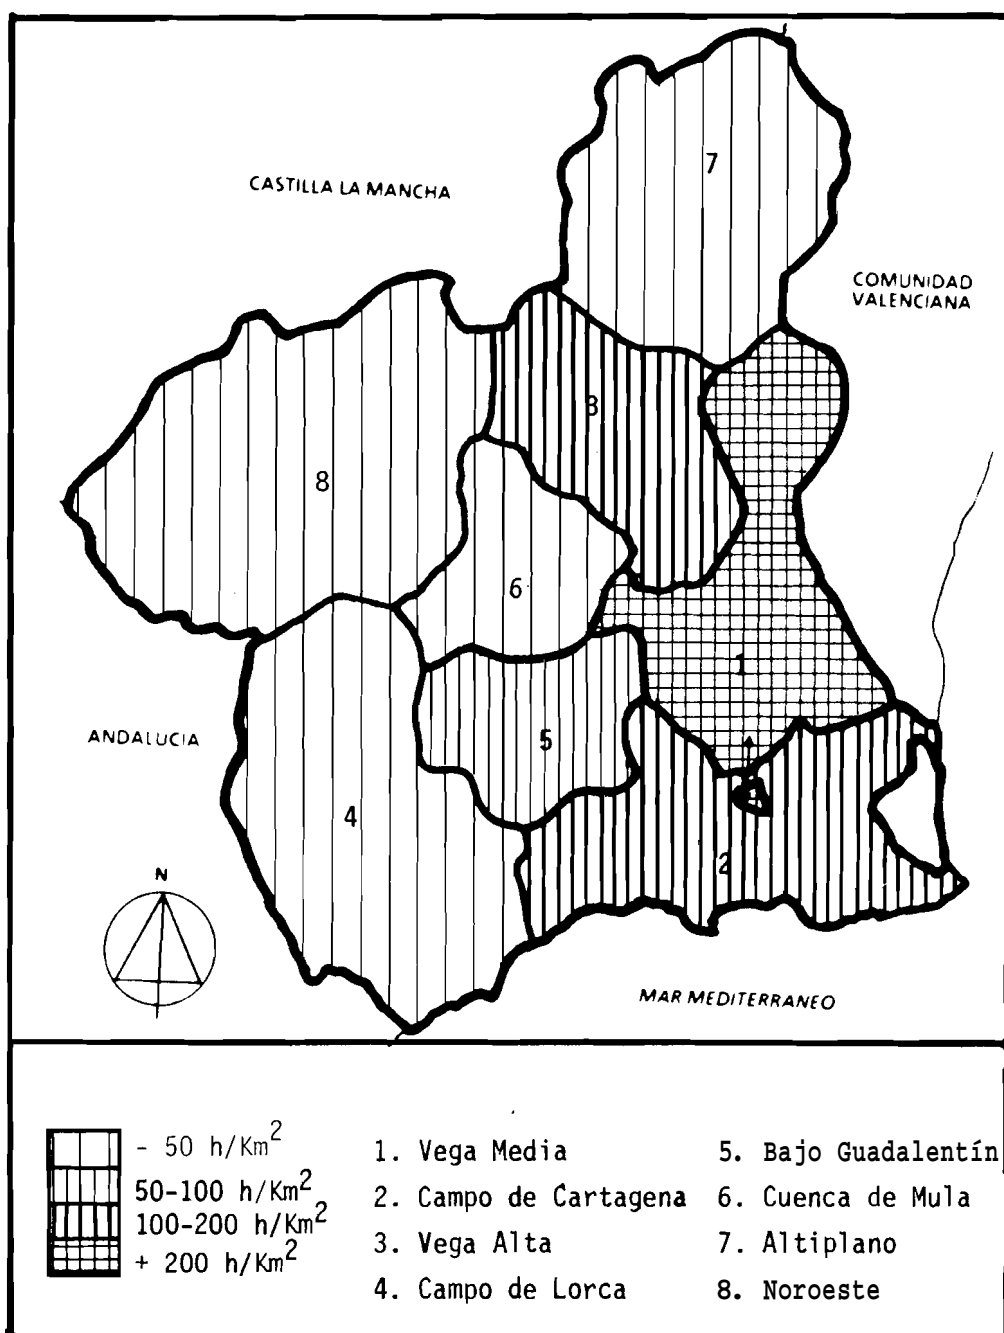 7
CASTILLA LA MANCHA
COMUNIDAD
VALENCIANA
3
8
6
1
ANDALUCIA
5
4
2
N
MAR MEDITERRANEO
- 50 h/Km²
50-100 h/Km²
100-200 h/Km²
+ 200 h/Km²
1. Vega Media
2. Campo de Cartagena
3. Vega Alta
4. Campo de Lorca
5. Bajo Guadalentín
6. Cuenca de Mula
7. Altiplano
8. Noroeste